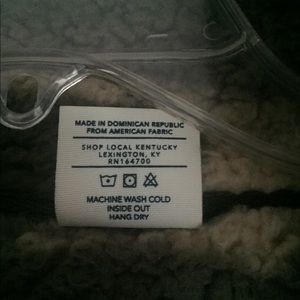 MADE IN DOMINICAN REPUBLIC
FROM AMERICAN FABRIC
SHOP LOCAL KENTUCKY
LEXINGTON, KY
RN164700
MACHINE WASH COLD
INSIDE OUT
HANG DRY